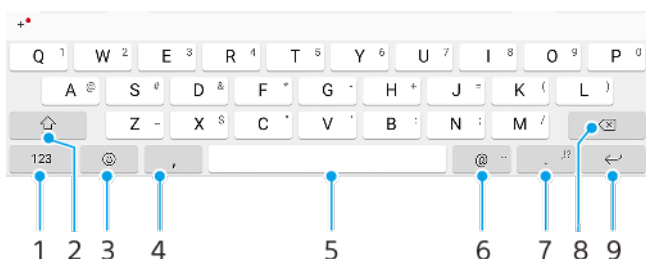 +
Q 1 W 2 E 3 R 4 T 5 Y 6 U 7 I 8 O 9 P 0
A @ S # D & F * G - H + J = K ( L )
Z _ X $ C " V ' B : N ; M /
123 , @ . !?
1 2 3 4 5 6 7 8 9